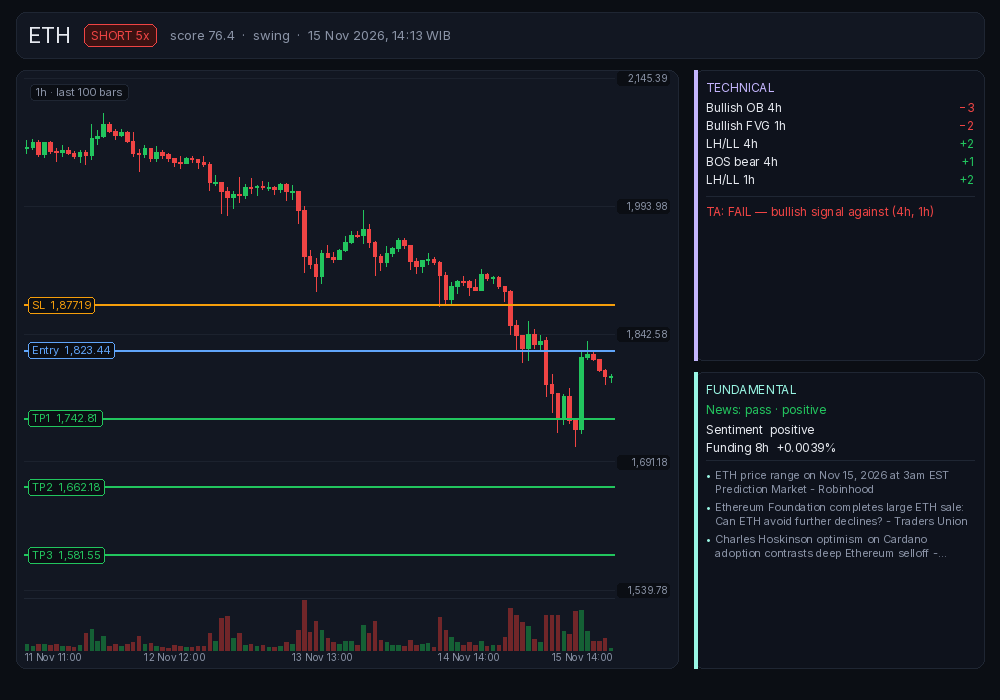 ETH SHORT 5x score 76.4 · swing · 15 Nov 2026, 14:13 WIB
1h · last 100 bars
2,145.39
1,993.98
1,842.58
1,691.18
1,539.78
SL 1,877.19
Entry 1,823.44
TP1 1,742.81
TP2 1,662.18
TP3 1,581.55
11 Nov 11:00 12 Nov 12:00 13 Nov 13:00 14 Nov 14:00 15 Nov 14:00
TECHNICAL
Bullish OB 4h −3
Bullish FVG 1h −2
LH/LL 4h +2
BOS bear 4h +1
LH/LL 1h +2
TA: FAIL — bullish signal against (4h, 1h)
FUNDAMENTAL
News: pass · positive
Sentiment positive
Funding 8h +0.0039%
• ETH price range on Nov 15, 2026 at 3am EST
Prediction Market - Robinhood
• Ethereum Foundation completes large ETH sale:
Can ETH avoid further declines? - Traders Union
• Charles Hoskinson optimism on Cardano
adoption contrasts deep Ethereum selloff -...